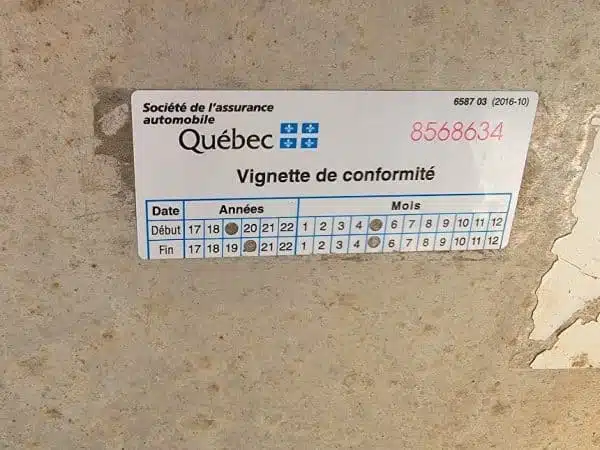 Société de l'assurance
automobile
Québec
6587 03 (2016-10)
8568634
Vignette de conformité
Date Années Mois
Début 17 18 20 21 22 1 2 3 4 6 7 8 9 10 11 12
Fin 17 18 19 21 22 1 2 3 4 6 7 8 9 10 11 12